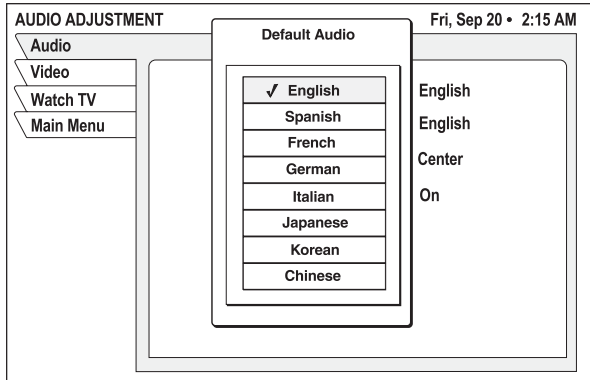 AUDIO ADJUSTMENT
Fri, Sep 20 • 2:15 AM
Audio
Video
Watch TV
Main Menu
Default Audio
✓ English
Spanish
French
German
Italian
Japanese
Korean
Chinese
English
English
Center
On